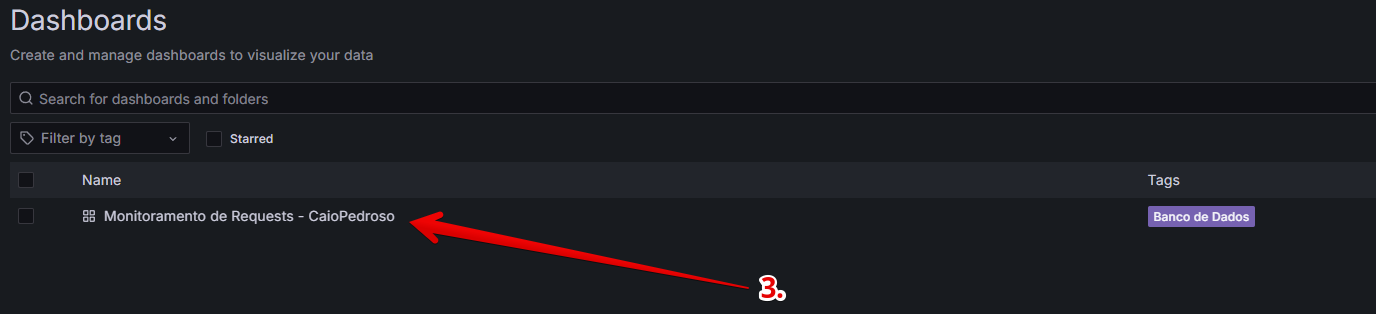 Dashboards
Create and manage dashboards to visualize your data
Search for dashboards and folders
Filter by tag
Starred
Name
Tags
Monitoramento de Requests - CaioPedroso
Banco de Dados
3.